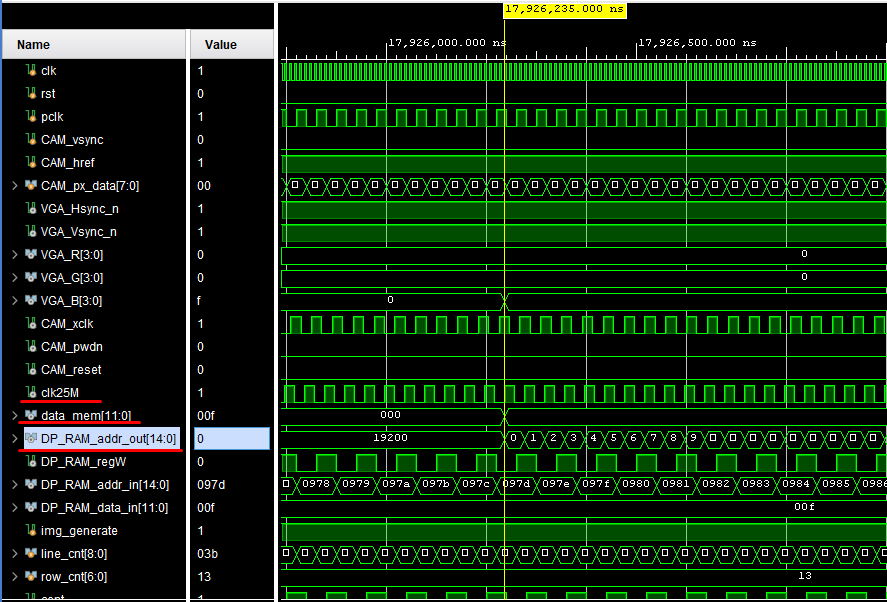 17,926,235.000 ns
Name Value 17,926,000.000 ns 17,926,500.000 ns
clk 1
rst 0
pclk 1
CAM_vsync 0
CAM_href 1
CAM_px_data[7:0] 00
VGA_Hsync_n 1
VGA_Vsync_n 1
VGA_R[3:0] 0 0
VGA_G[3:0] 0 0
VGA_B[3:0] f 0
CAM_xclk 1
CAM_pwdn 0
CAM_reset 0
clk25M 1
data_mem[11:0] 00f 000
DP_RAM_addr_out[14:0] 0 19200 0 1 2 3 4 5 6 7 8 9
DP_RAM_regW 0
DP_RAM_addr_in[14:0] 097d 0978 0979 097a 097b 097c 097d 097e 097f 0980 0981 0982 0983 0984 0985 0986
DP_RAM_data_in[11:0] 00f 00f
img_generate 1
line_cnt[8:0] 03b
row_cnt[6:0] 13 13